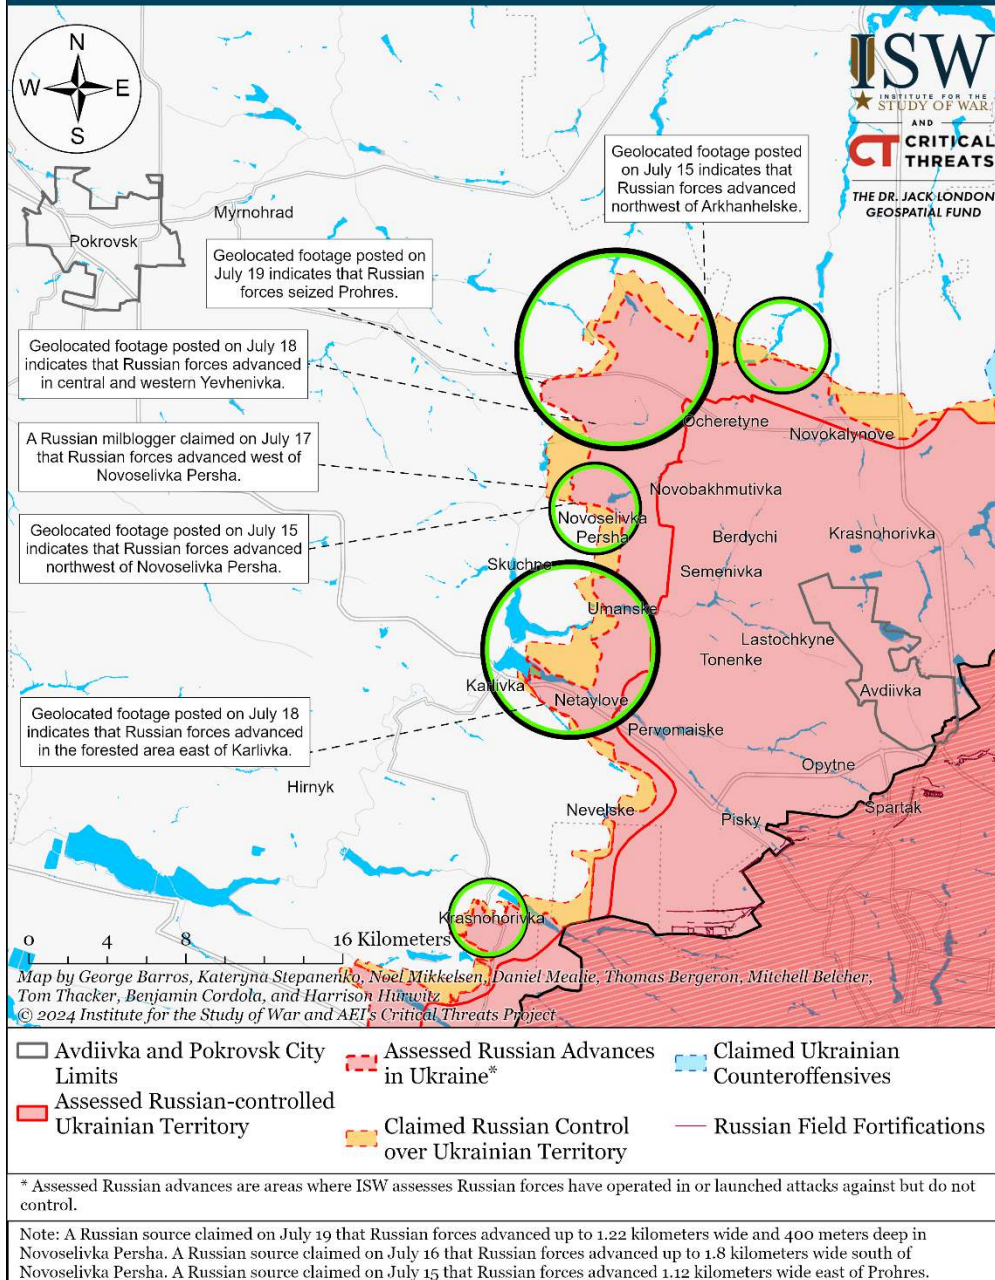 N
W
E
S
ISW
INSTITUTE FOR THE
STUDY OF WAR
AND
CT CRITICAL
THREATS
THE DR. JACK LONDON
GEOSPATIAL FUND
Geolocated footage posted
on July 15 indicates that
Russian forces advanced
northwest of Arkhanhelske.
Myrnohrad
Pokrovsk
Geolocated footage posted on
July 19 indicates that Russian
forces seized Prohres.
Geolocated footage posted on July 18
indicates that Russian forces advanced
in central and western Yevhenivka.
A Russian milblogger claimed on July 17
that Russian forces advanced west of
Novoselivka Persha.
Geolocated footage posted on July 15
indicates that Russian forces advanced
northwest of Novoselivka Persha.
Ocheretyne
Novokalynove
Novobakhmutivka
Novoselivka
Persha
Berdychi
Krasnohorivka
Skuchne
Semenivka
Umanske
Lastochkyne
Tonenke
Karlivka
Netaylove
Avdiivka
Geolocated footage posted on July 18
indicates that Russian forces advanced
in the forested area east of Karlivka.
Pervomaiske
Opytne
Hirnyk
Nevelske
Pisky
Spartak
Krasnohorivka
0 4 8 16 Kilometers
Map by George Barros, Kateryna Stepanenko, Noel Mikkelsen, Daniel Mealie, Thomas Bergeron, Mitchell Belcher,
Tom Thacker, Benjamin Cordola, and Harrison Hurwitz
© 2024 Institute for the Study of War and AEI's Critical Threats Project
Avdiivka and Pokrovsk City
Limits
Assessed Russian-controlled
Ukrainian Territory
Assessed Russian Advances
in Ukraine*
Claimed Russian Control
over Ukrainian Territory
Claimed Ukrainian
Counteroffensives
Russian Field Fortifications
* Assessed Russian advances are areas where ISW assesses Russian forces have operated in or launched attacks against but do not
control.
Note: A Russian source claimed on July 19 that Russian forces advanced up to 1.22 kilometers wide and 400 meters deep in
Novoselivka Persha. A Russian source claimed on July 16 that Russian forces advanced up to 1.8 kilometers wide south of
Novoselivka Persha. A Russian source claimed on July 15 that Russian forces advanced 1.12 kilometers wide east of Prohres.